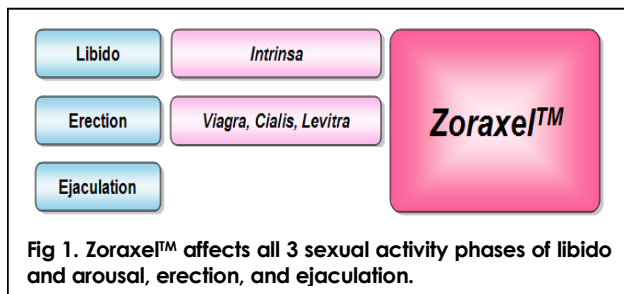 Libido
Intrinsa
Erection
Viagra, Cialis, Levitra
Zoraxel™
Ejaculation
Fig 1. Zoraxel™ affects all 3 sexual activity phases of libido
and arousal, erection, and ejaculation.